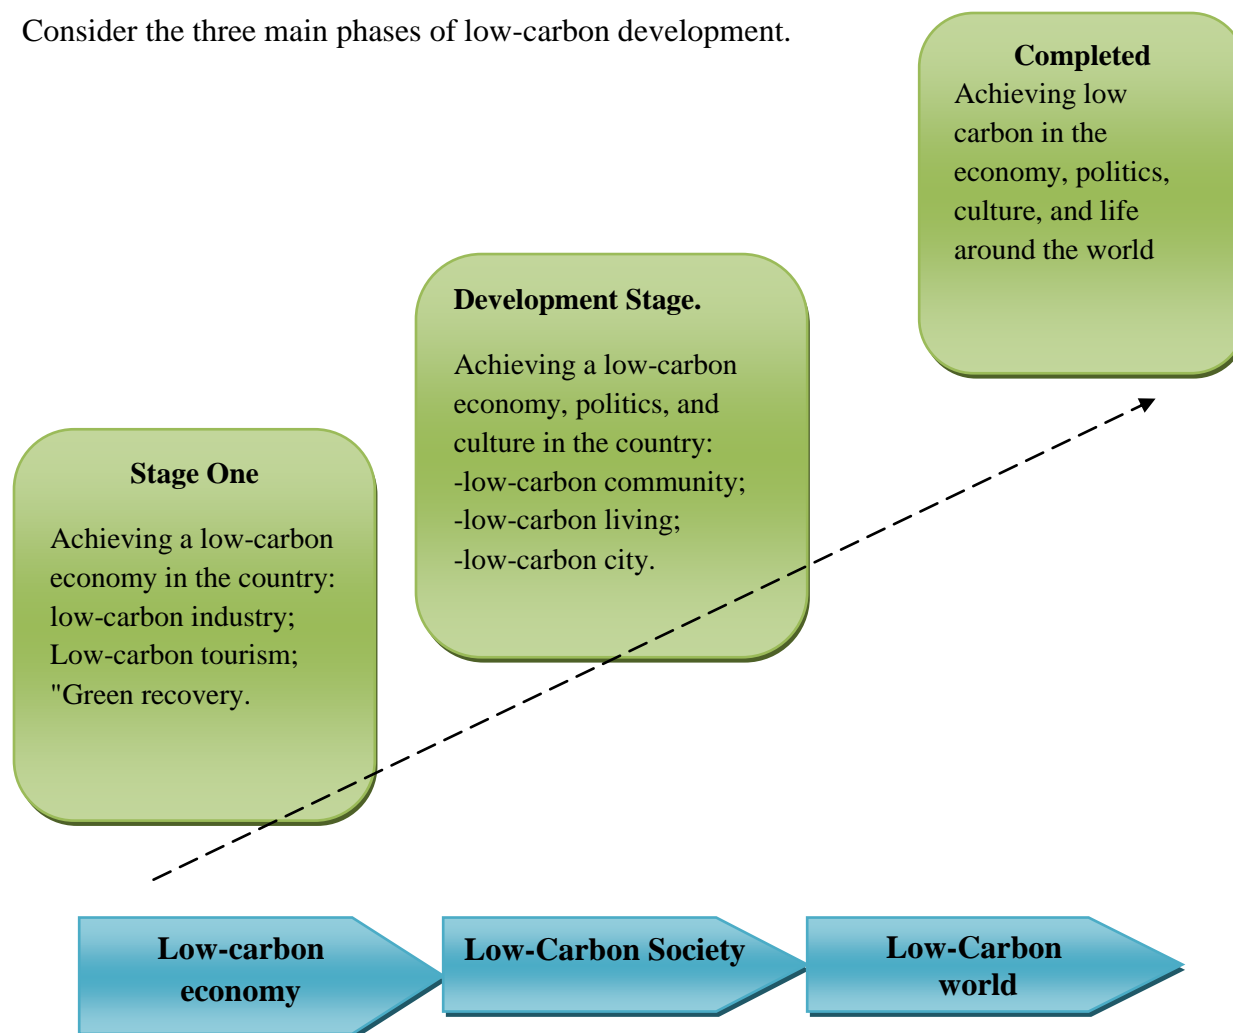 Consider the three main phases of low-carbon development.
Completed
Achieving low
carbon in the
economy, politics,
culture, and life
around the world
Development Stage.
Achieving a low-carbon
economy, politics, and
culture in the country:
-low-carbon community;
-low-carbon living;
-low-carbon city.
Stage One
Achieving a low-carbon
economy in the country:
low-carbon industry;
Low-carbon tourism;
"Green recovery.
Low-carbon
economy
Low-Carbon Society
Low-Carbon
world